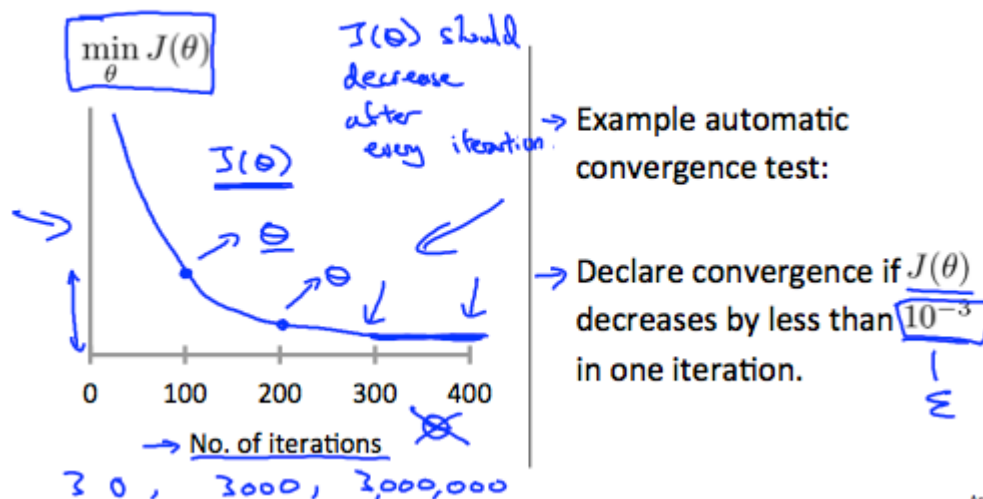 min J(θ)
θ
J(θ) should
decrease
after
every iteration.
J(θ)
θ
θ
0 100 200 300 400
θ
→ No. of iterations
30, 3000, 3,000,000
→ Example automatic
convergence test:
→ Declare convergence if J(θ)
decreases by less than 10⁻³
in one iteration.
ε